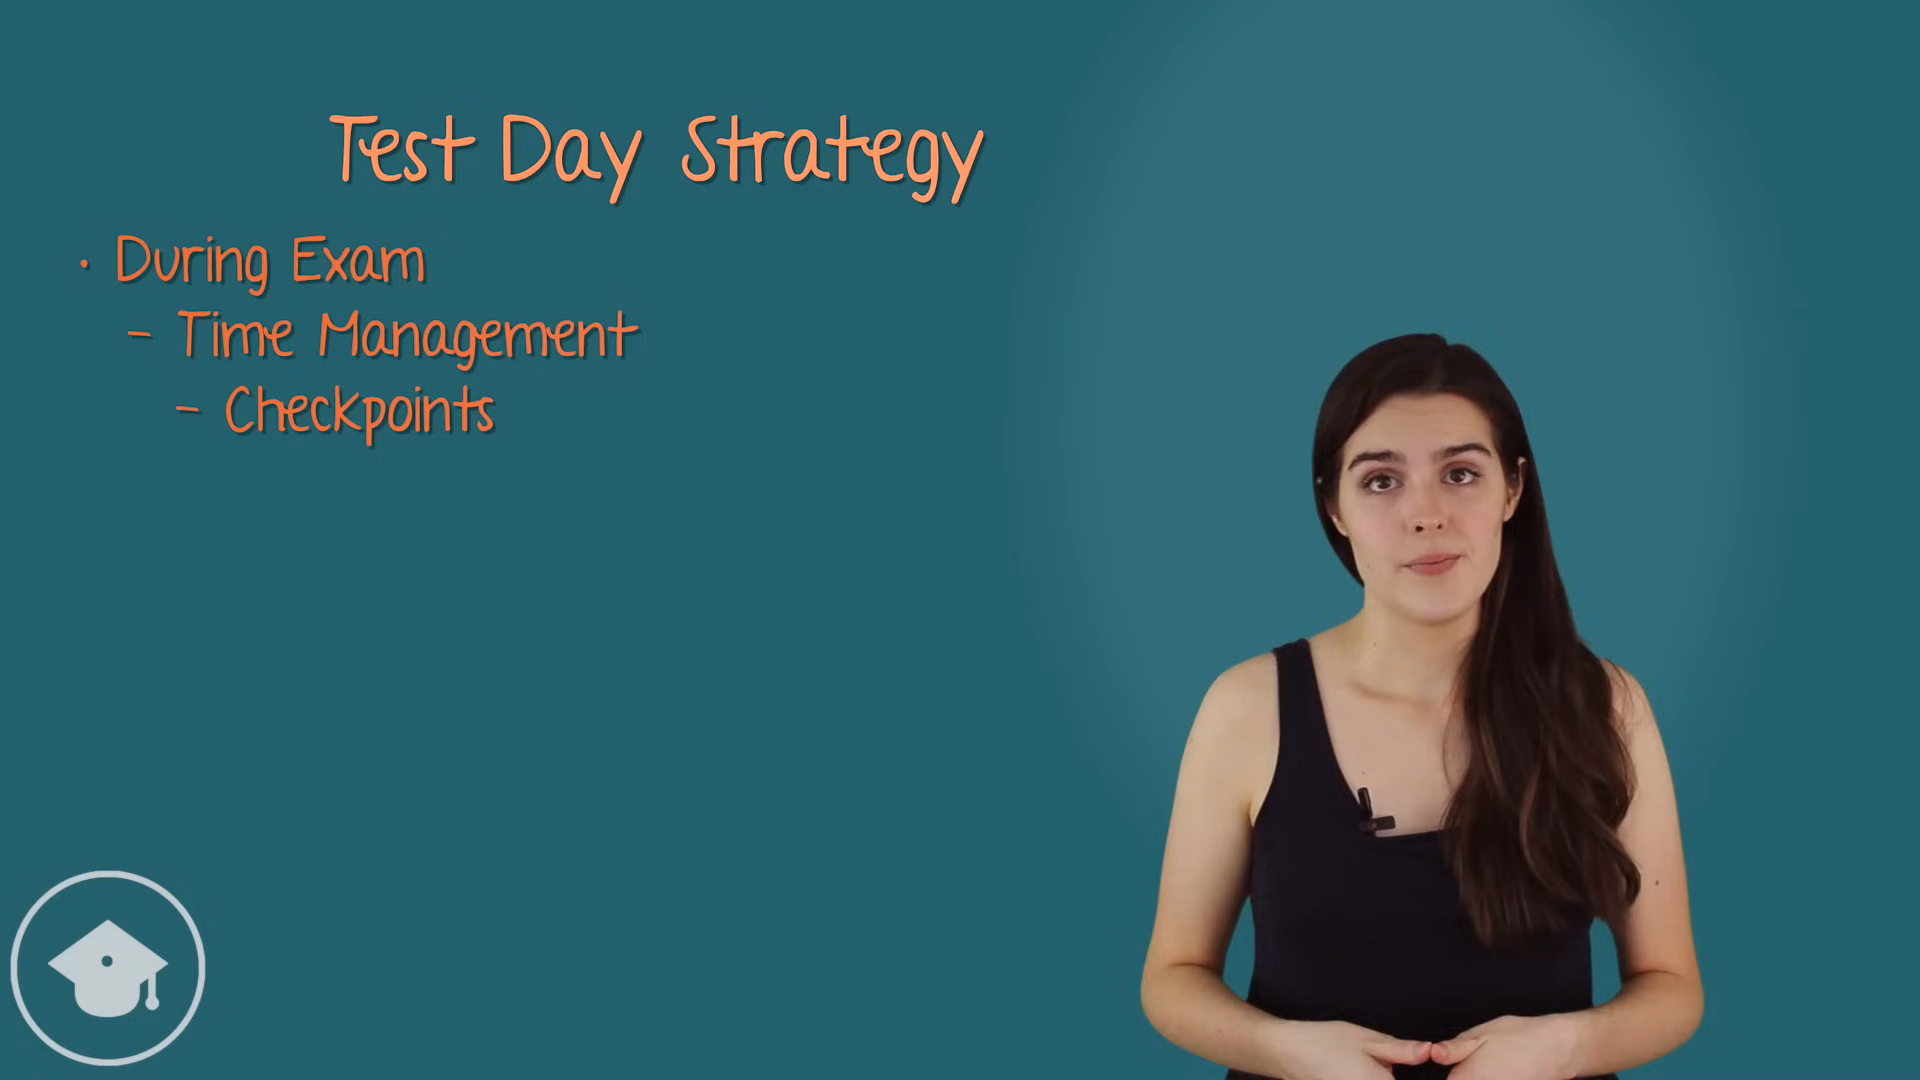 Test Day Strategy
• During Exam
- Time Management
- Checkpoints